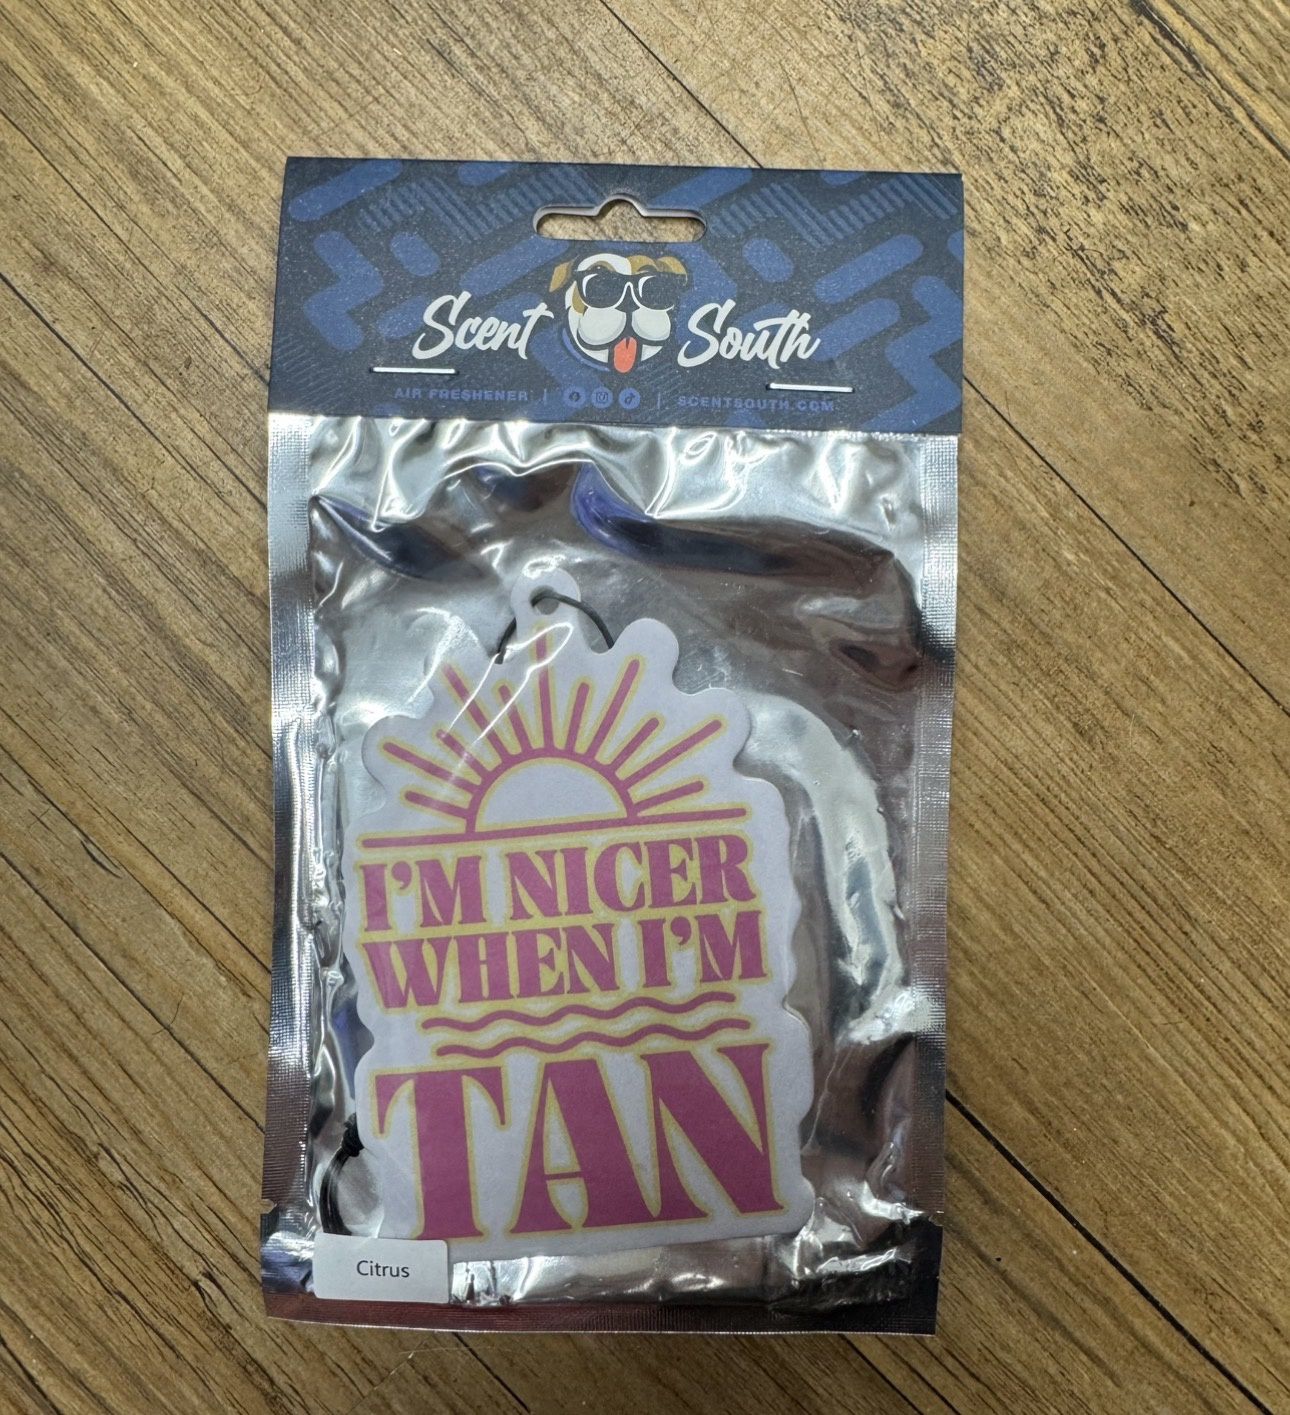 Scent South
AIR FRESHENER | | SCENTSOUTH.COM
I'M NICER
WHEN I'M
TAN
Citrus